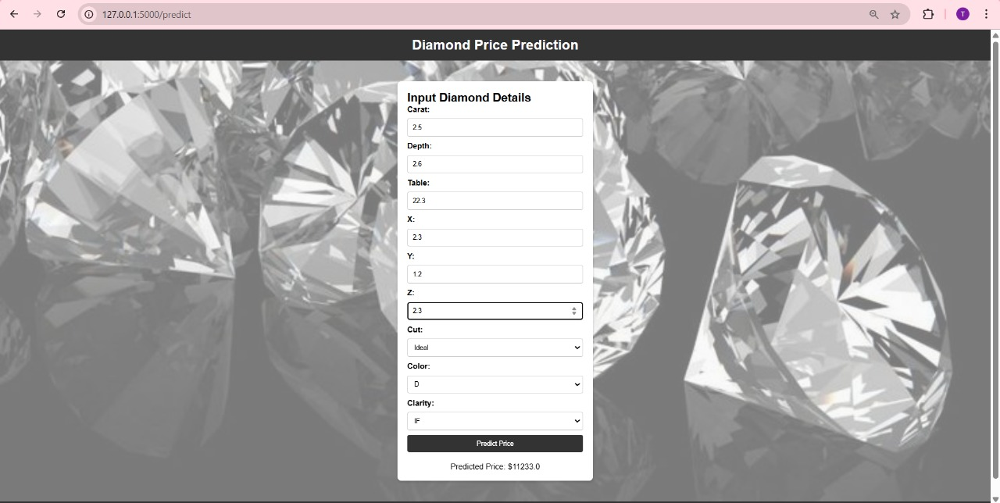 127.0.0.1:5000/predict
T
Diamond Price Prediction
Input Diamond Details
Carat:
2.5
Depth:
2.6
Table:
22.3
X:
2.3
Y:
1.2
Z:
2.3
Cut:
Ideal
Color:
D
Clarity:
IF
Predict Price
Predicted Price: $11233.0